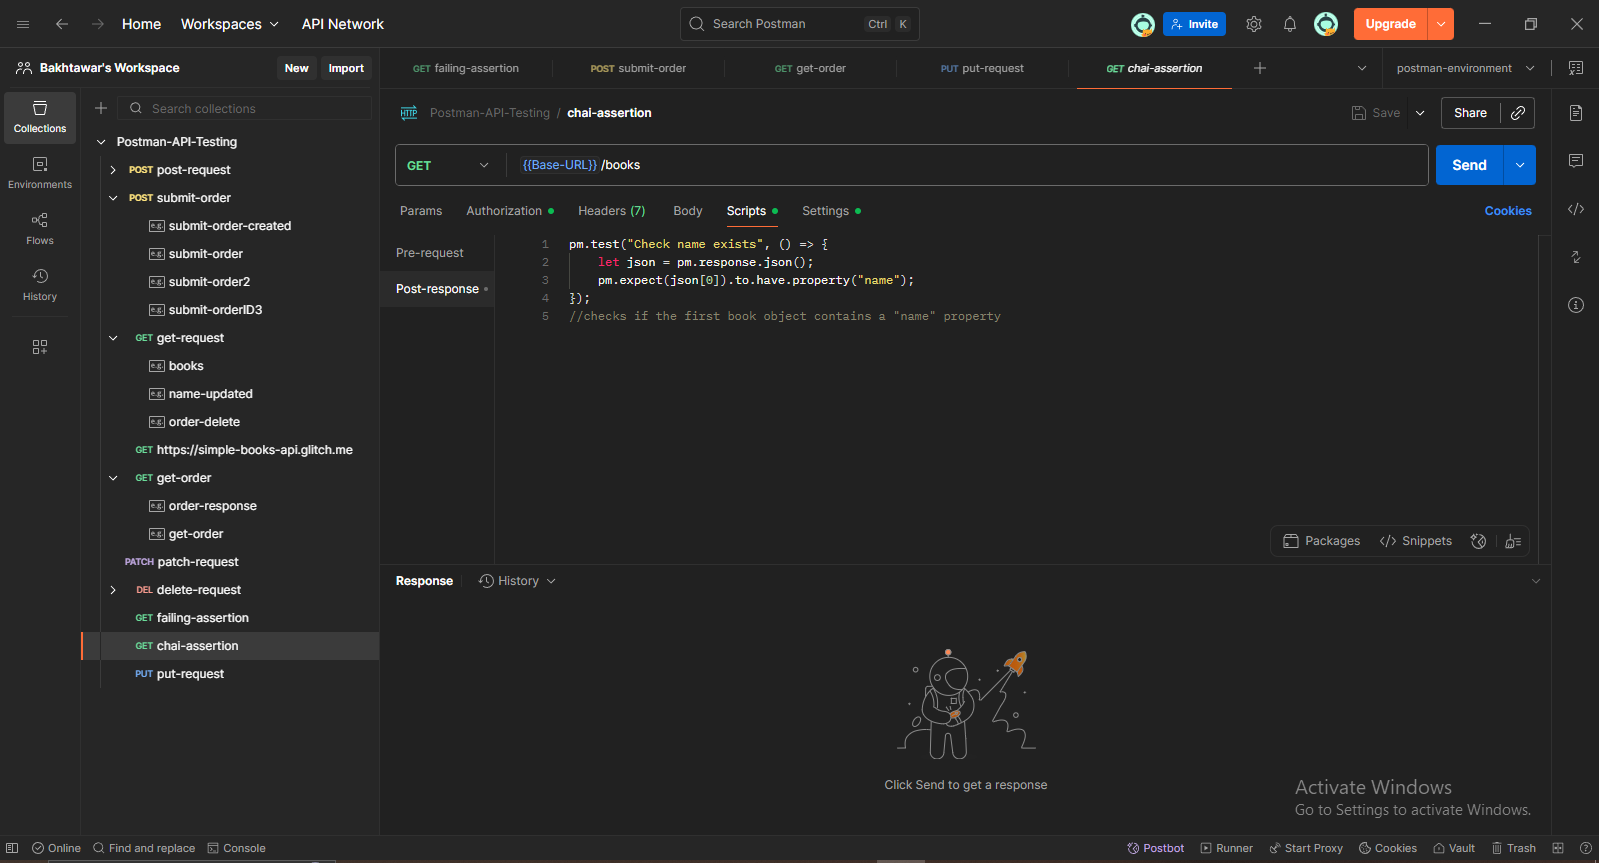 Home Workspaces API Network Search Postman Ctrl K Invite Upgrade
Bakhtawar's Workspace New Import
GET failing-assertion POST submit-order GET get-order PUT put-request GET chai-assertion postman-environment
Collections
Environments
Flows
History
Search collections
Postman-API-Testing
POST post-request
POST submit-order
e.g. submit-order-created
e.g. submit-order
e.g. submit-order2
e.g. submit-orderID3
GET get-request
e.g. books
e.g. name-updated
e.g. order-delete
GET https://simple-books-api.glitch.me
GET get-order
e.g. order-response
e.g. get-order
PATCH patch-request
DEL delete-request
GET failing-assertion
GET chai-assertion
PUT put-request
HTTP Postman-API-Testing / chai-assertion Save Share
GET {{Base-URL}} /books Send
Params Authorization Headers (7) Body Scripts Settings Cookies
Pre-request
Post-response
1 pm.test("Check name exists", () => {
2 let json = pm.response.json();
3 pm.expect(json[0]).to.have.property("name");
4 });
5 //checks if the first book object contains a "name" property
Packages Snippets
Response History
Click Send to get a response
Activate Windows
Go to Settings to activate Windows.
Online Find and replace Console Postbot Runner Start Proxy Cookies Vault Trash